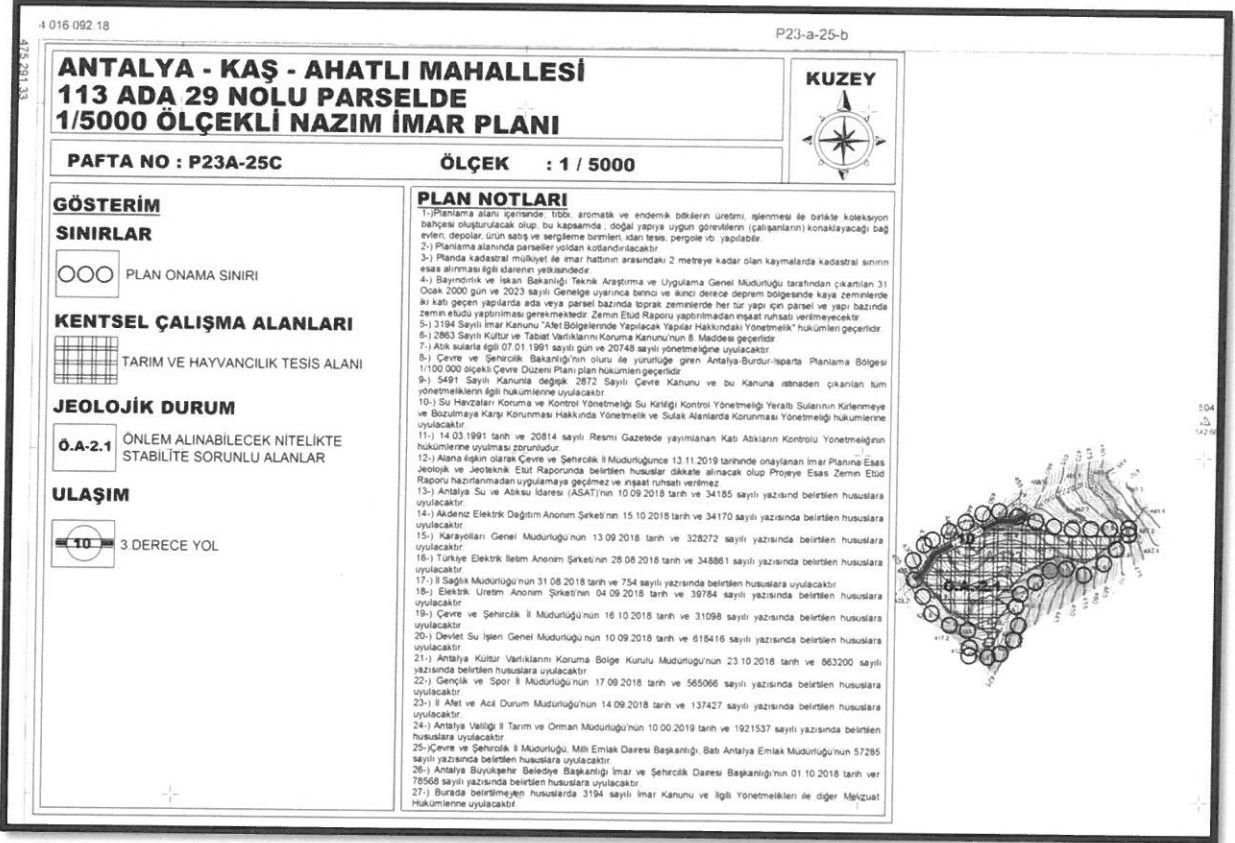 4 016 092.18
P23-a-25-b
475 291.33
ANTALYA - KAŞ - AHATLI MAHALLESİ
113 ADA 29 NOLU PARSELDE
1/5000 ÖLÇEKLİ NAZIM İMAR PLANI
KUZEY
PAFTA NO : P23A-25C
ÖLÇEK : 1 / 5000
GÖSTERİM
SINIRLAR
PLAN ONAMA SINIRI
KENTSEL ÇALIŞMA ALANLARI
TARIM VE HAYVANCILIK TESİS ALANI
JEOLOJİK DURUM
Ö.A-2.1 ÖNLEM ALINABİLECEK NİTELİKTE
STABİLİTE SORUNLU ALANLAR
ULAŞIM
10 3.DERECE YOL
PLAN NOTLARI
1-)Planlama alanı içerisinde; tıbbi, aromatik ve endemik bitkilerin üretimi, işlenmesi ile birlikte koleksiyon
bahçesi oluşturulacak olup, bu kapsamda ; doğal yapıya uygun görevlilerin (çalışanların) konaklayacağı bağ
evleri, depolar, ürün satış ve sergileme birimleri, idari tesis, pergole vb. yapılabilir.
2-) Planlama alanında parseller yoldan kotlandırılacaktır.
3-) Planda kadastral mülkiyet ile imar hattının arasındaki 2 metreye kadar olan kaymalarda kadastral sınırın
esas alınması ilgili idarenin yetkisindedir.
4-) Bayındırlık ve İskan Bakanlığı Teknik Araştırma ve Uygulama Genel Müdürlüğü tarafından çıkartılan 31
Ocak 2000 gün ve 2023 sayılı Genelge uyarınca birinci ve ikinci derece deprem bölgesinde kaya zeminlerde
iki katı geçen yapılarda ada veya parsel bazında toprak zeminlerde her tür yapı için parsel ve yapı bazında
zemin etüdü yaptırılması gerekmektedir. Zemin Etüd Raporu yaptırılmadan inşaat ruhsatı verilmeyecektir.
5-) 3194 Sayılı İmar Kanunu "Afet Bölgelerinde Yapılacak Yapılar Hakkındaki Yönetmelik" hükümleri geçerlidir.
6-) 2863 Sayılı Kültür ve Tabiat Varlıklarını Koruma Kanunu'nun 8. Maddesi geçerlidir
7-) Atık sularla ilgili 07.01.1991 sayılı gün ve 20748 sayılı yönetmeliğine uyulacaktır.
8-) Çevre ve Şehircilik Bakanlığı'nın oluru ile yürürlüğe giren Antalya-Burdur-Isparta Planlama Bölgesi
1/100.000 ölçekli Çevre Düzeni Planı plan hükümleri geçerlidir.
9-) 5491 Sayılı Kanunla değişik 2872 Sayılı Çevre Kanunu ve bu Kanuna istinaden çıkarılan tüm
yönetmeliklerin ilgili hükümlerine uyulacaktır.
10-) Su Havzaları Koruma ve Kontrol Yönetmeliği Su Kirliliği Kontrol Yönetmeliği Yeraltı Sularının Kirlenmeye
ve Bozulmaya Karşı Korunması Hakkında Yönetmelik ve Sulak Alanlarda Korunması Yönetmeliği hükümlerine
uyulacaktır.
11-) 14.03.1991 tarih ve 20814 sayılı Resmi Gazetede yayımlanan Katı Atıkların Kontrolü Yönetmeliğinin
hükümlerine uyulması zorunludur.
12-) Alana ilişkin olarak Çevre ve Şehircilik İl Müdürlüğünce 13.11.2019 tarihinde onaylanan İmar Planına Esas
Jeolojik ve Jeoteknik Etüt Raporunda belirtilen hususlar dikkate alınacak olup Projeye Esas Zemin Etüd
Raporu hazırlanmadan uygulamaya geçilmez ve inşaat ruhsatı verilmez.
13-) Antalya Su ve Atıksu İdaresi (ASAT)'nin 10.09.2018 tarih ve 34185 sayılı yazısınd belirtilen hususlara
uyulacaktır.
14-) Akdeniz Elektrik Dağıtım Anonim Şirketi'nin 15.10.2018 tarih ve 34170 sayılı yazısında belirtilen hususlara
uyulacaktır.
15-) Karayolları Genel Müdürlüğü'nün 13.09.2018 tarih ve 328272 sayılı yazısında belirtilen hususlara
uyulacaktır.
16-) Türkiye Elektrik İletim Anonim Şirketi'nin 28.08.2018 tarih ve 348861 sayılı yazısında belirtilen hususlara
uyulacaktır.
17-) İl Sağlık Müdürlüğü'nün 31.08.2018 tarih ve 754 sayılı yazısında belirtilen hususlara uyulacaktır.
18-) Elektrik Üretim Anonim Şirketi'nin 04.09.2018 tarih ve 39784 sayılı yazısında belirtilen hususlara
uyulacaktır.
19-) Çevre ve Şehircilik İl Müdürlüğü'nün 16.10.2018 tarih ve 31098 sayılı yazısında belirtilen hususlara
uyulacaktır.
20-) Devlet Su İşleri Genel Müdürlüğü'nün 10.09.2018 tarih ve 618416 sayılı yazısında belirtilen hususlara
uyulacaktır
21-) Antalya Kültür Varlıklarını Koruma Bölge Kurulu Müdürlüğü'nün 23.10.2018 tarih ve 863200 sayılı
yazısında belirtilen hususlara uyulacaktır.
22-) Gençlik ve Spor İl Müdürlüğü'nün 17.09.2018 tarih ve 565066 sayılı yazısında belirtilen hususlara
uyulacaktır.
23-) İl Afet ve Acil Durum Müdürlüğü'nün 14.09.2018 tarih ve 137427 sayılı yazısında belirtilen hususlara
uyulacaktır.
24-) Antalya Valiliği İl Tarım ve Orman Müdürlüğü'nün 10.00.2019 tarih ve 1921537 sayılı yazısında belirtilen
hususlara uyulacaktır.
25-)Çevre ve Şehircilik İl Müdürlüğü, Milli Emlak Dairesi Başkanlığı, Batı Antalya Emlak Müdürlüğü'nün 57285
sayılı yazısında belirtilen hususlara uyulacaktır.
26-) Antalya Büyükşehir Belediye Başkanlığı İmar ve Şehircilik Dairesi Başkanlığı'nın 01.10.2018 tarih ver
78568 sayılı yazısında belirtilen hususlara uyulacaktır.
27-) Burada belirtilmeyen hususlarda 3194 sayılı İmar Kanunu ve İlgili Yönetmelikleri ile diğer Mevzuat
Hükümlerine uyulacaktır.
10
Ö.A.-2.1
504